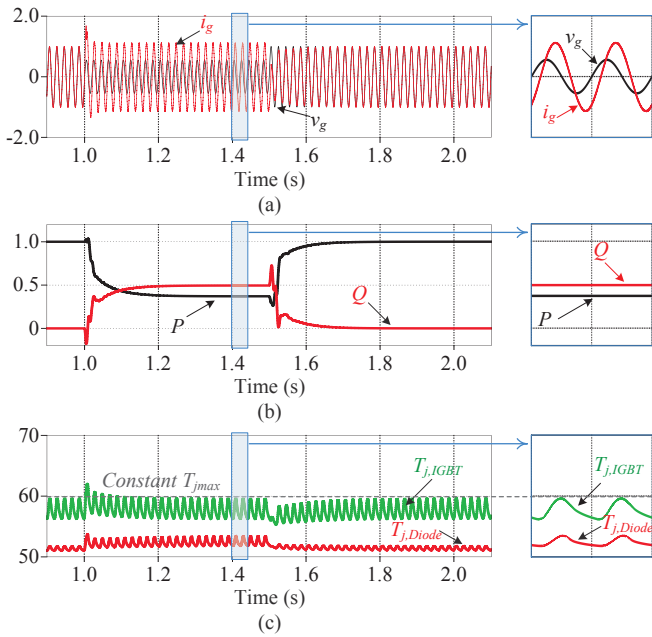 2.0
0
-2.0
i_g
v_g
v_g
i_g
1.0 1.2 1.4 1.6 1.8 2.0
Time (s)
(a)
1.0
0.5
0
P
Q
Q
P
1.0 1.2 1.4 1.6 1.8 2.0
Time (s)
(b)
70
60
50
Constant T_jmax
T_j,IGBT
T_j,Diode
T_j,IGBT
T_j,Diode
1.0 1.2 1.4 1.6 1.8 2.0
Time (s)
(c)